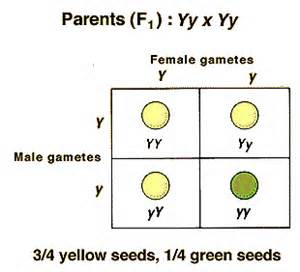 Parents (F₁) : Yy x Yy
Female gametes
Y y
Y
YY Yy
Male gametes
y
yY yy
3/4 yellow seeds, 1/4 green seeds